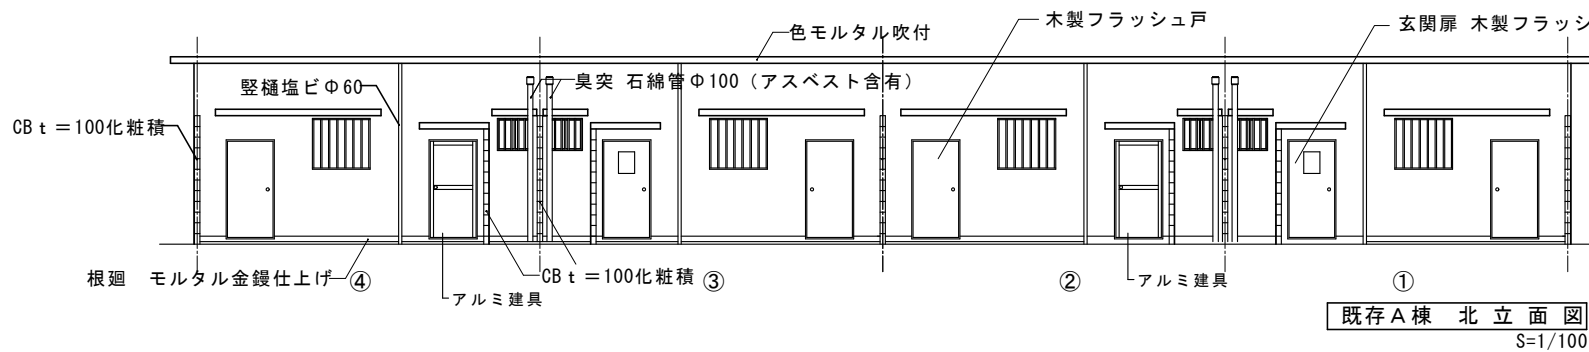 木製フラッシュ戸
玄関扉 木製フラッシ
色モルタル吹付
竪樋塩ビΦ60
臭突 石綿管Φ100（アスベスト含有）
CBｔ＝100化粧積
根廻　モルタル金鏝仕上げ
④
CBｔ＝100化粧積
③
②
アルミ建具
①
アルミ建具
既存Ａ棟　北 立 面 図
S=1/100